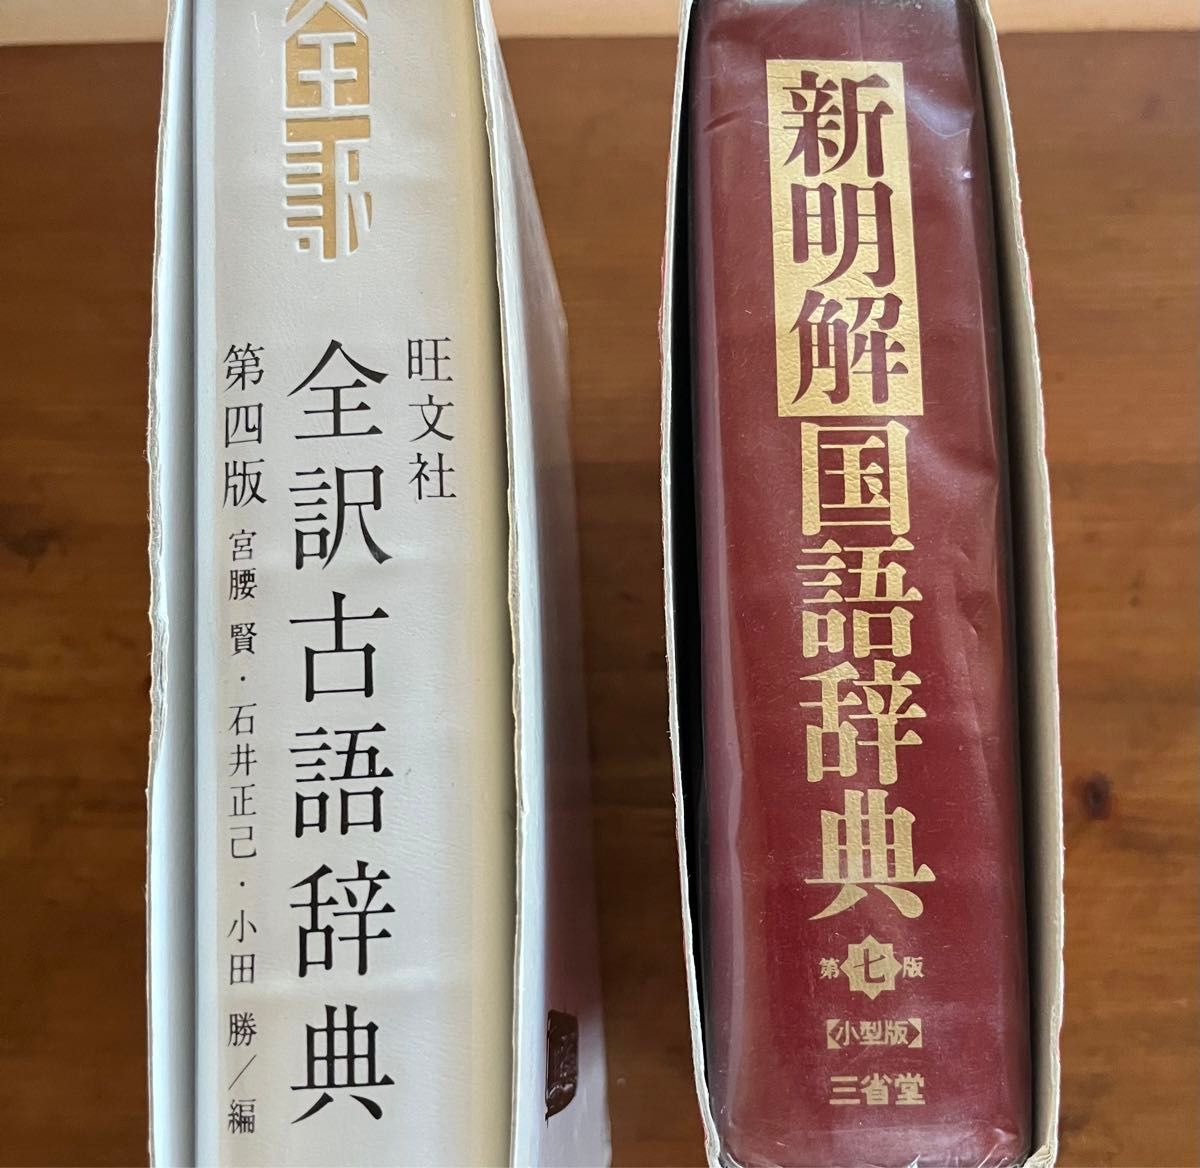 全訳
旺文社
全訳古語辞典
第四版 宮腰 賢・石井正己・小田 勝/編
新明解国語辞典
第七版
【小型版】
三省堂